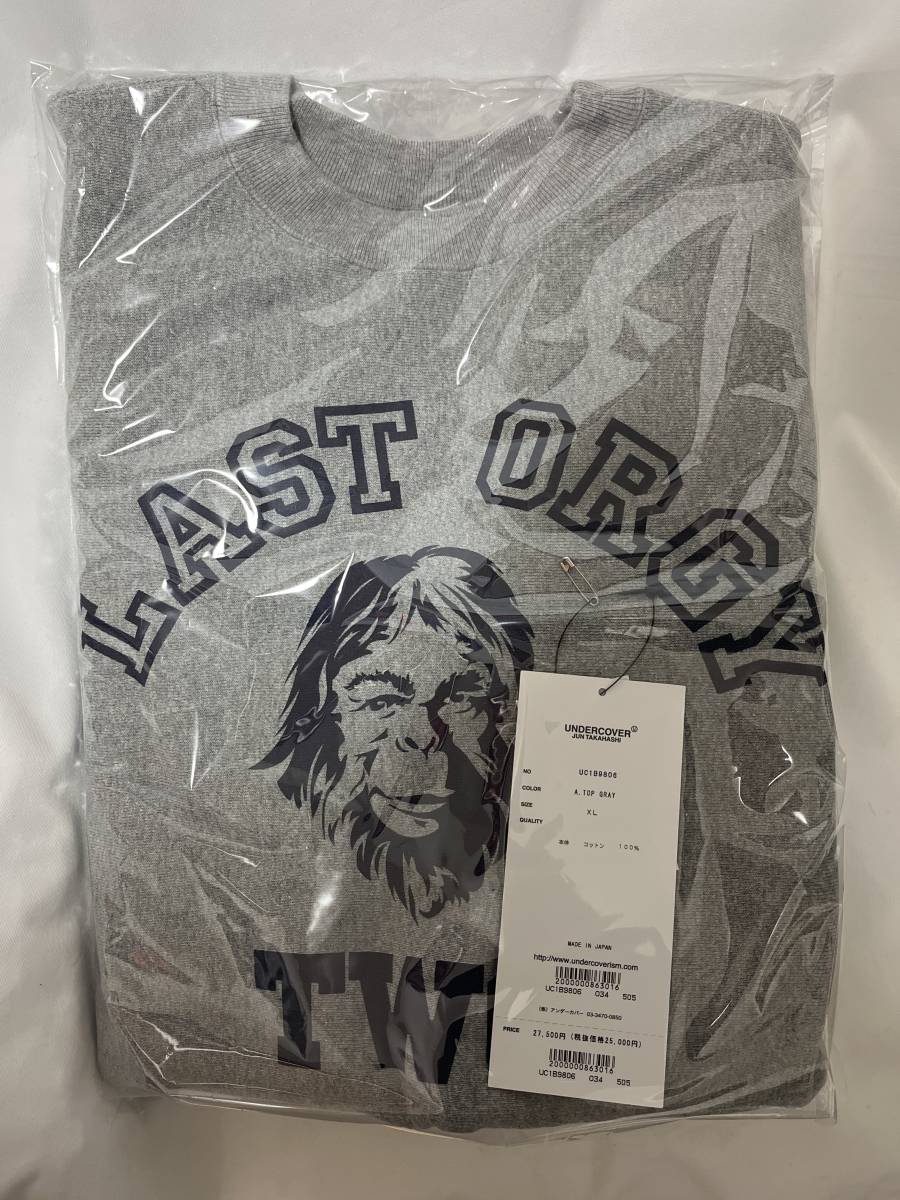 LAST ORGY
TW
UNDERCOVER
JUN TAKAHASHI
NO UC1B9806
COLOR A.TOP GRAY
SIZE XL
QUALITY
本体 コットン 100%
MADE IN JAPAN
http://www.undercoverism.com
2000000863016
UC1B9806 034 505
(株) アンダーカバー 03-3470-0850
PRICE 27,500円 (税抜価格25,000円)
2000000863016
UC1B9806 034 505